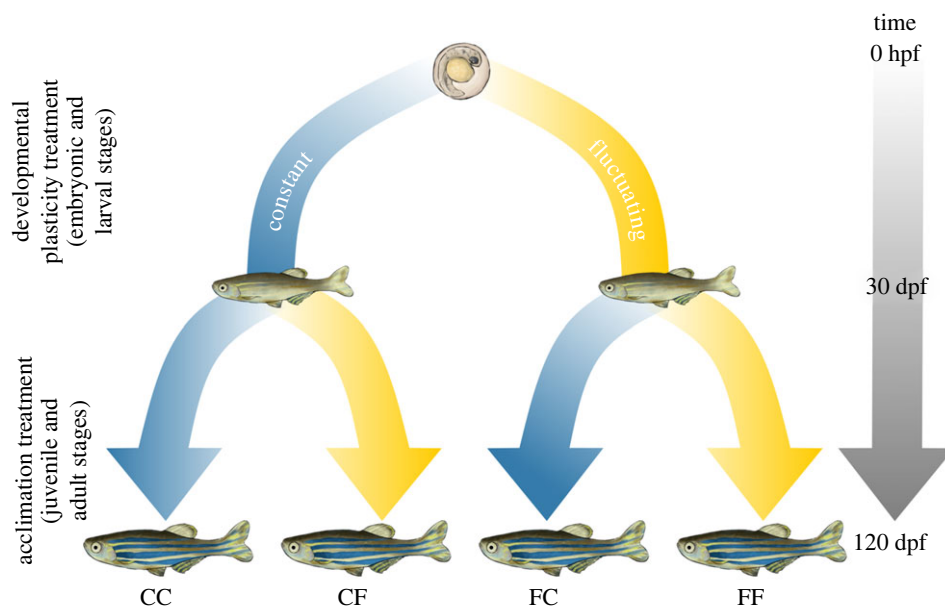 time
0 hpf
developmental
plasticity treatment
(embryonic and
larval stages)
constant
fluctuating
30 dpf
acclimation treatment
(juvenile and
adult stages)
120 dpf
CC
CF
FC
FF